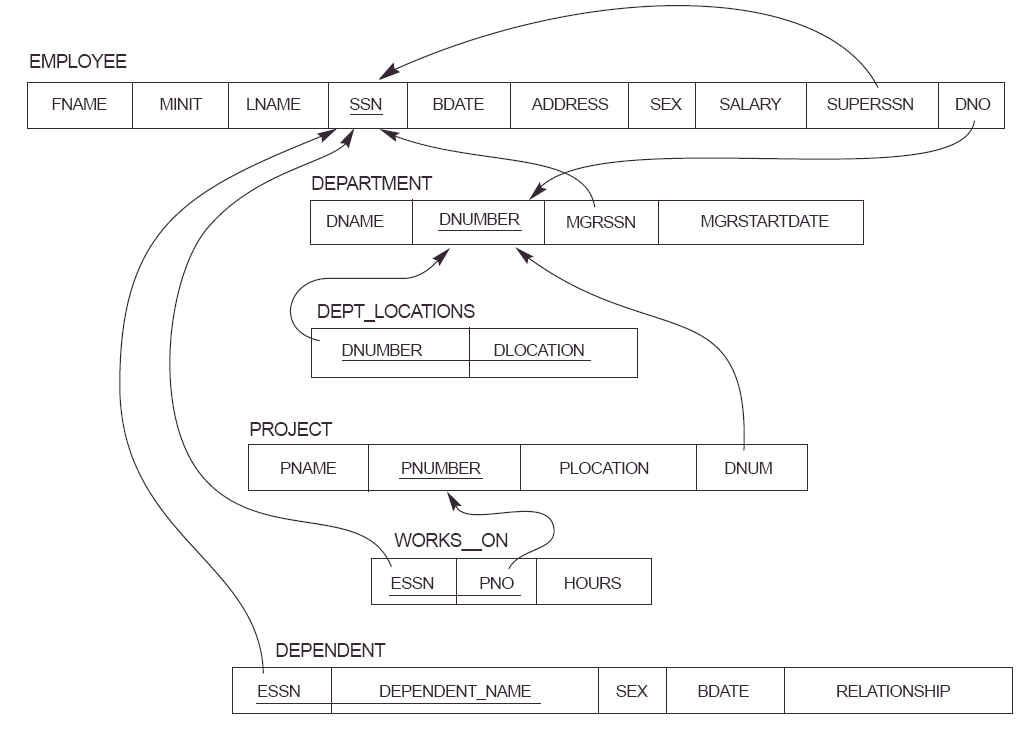 EMPLOYEE
FNAME MINIT LNAME SSN BDATE ADDRESS SEX SALARY SUPERSSN DNO
DEPARTMENT
DNAME DNUMBER MGRSSN MGRSTARTDATE
DEPT_LOCATIONS
DNUMBER DLOCATION
PROJECT
PNAME PNUMBER PLOCATION DNUM
WORKS__ON
ESSN PNO HOURS
DEPENDENT
ESSN DEPENDENT_NAME SEX BDATE RELATIONSHIP